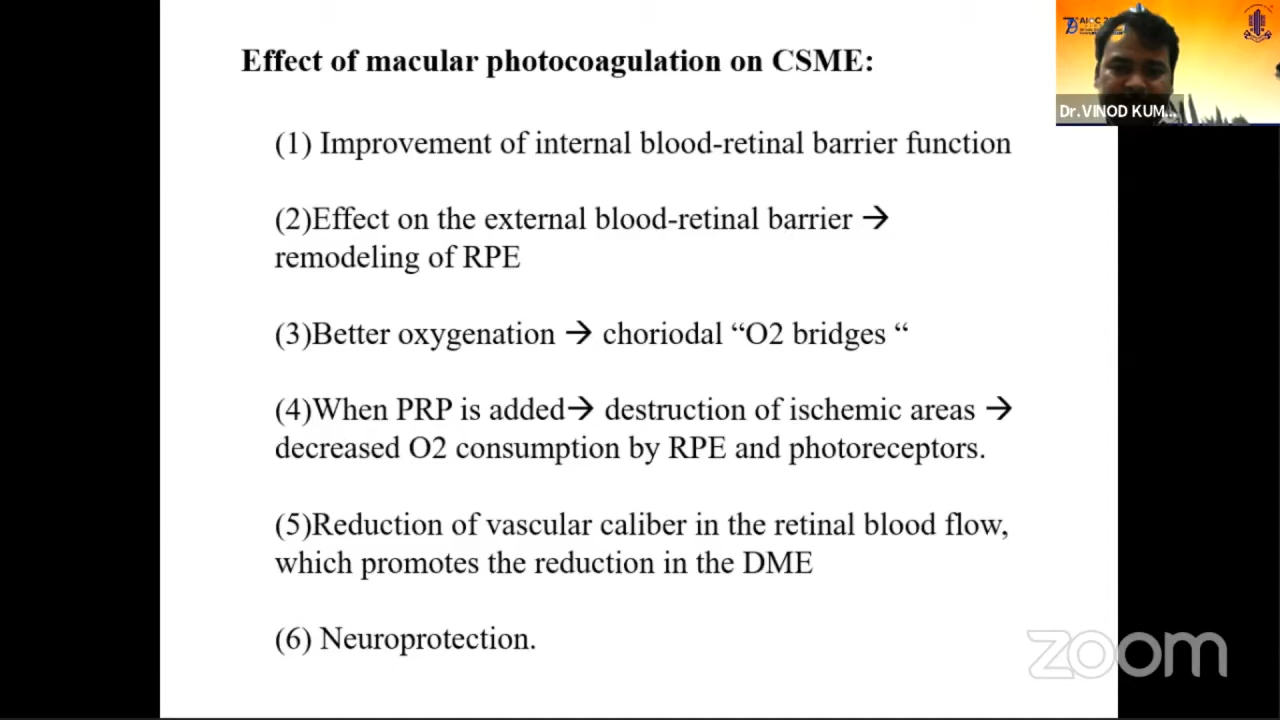 Effect of macular photocoagulation on CSME:
(1) Improvement of internal blood-retinal barrier function
(2)Effect on the external blood-retinal barrier →
remodeling of RPE
(3)Better oxygenation → choriodal “O2 bridges “
(4)When PRP is added→ destruction of ischemic areas →
decreased O2 consumption by RPE and photoreceptors.
(5)Reduction of vascular caliber in the retinal blood flow,
which promotes the reduction in the DME
(6) Neuroprotection.
Dr.VINOD KUM...
zoom